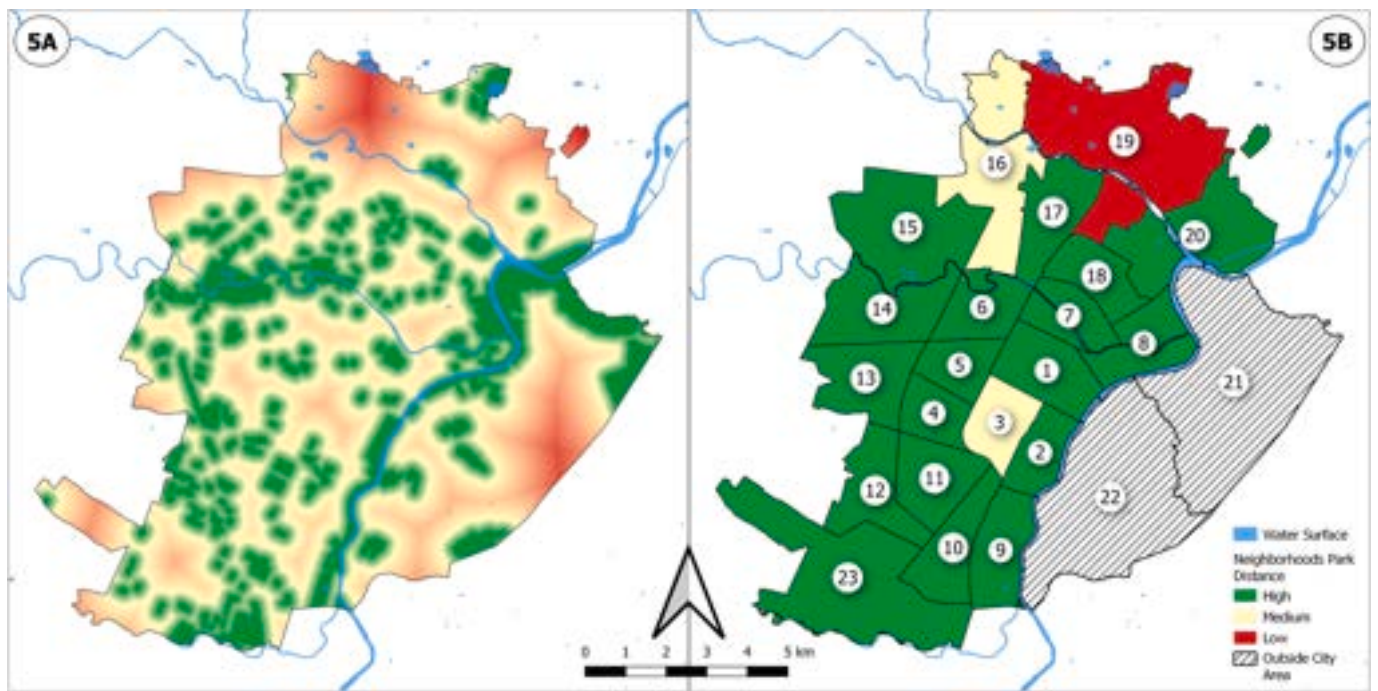 5A
5B
19
16
17
15
20
18
14
6
7
8
5
1
13
21
4
3
2
11
12
22
10
9
23
Water Surface
Neighborhoods Park
Distance
High
Medium
Low
Outside City
Area
0 1 2 3 4 5 km